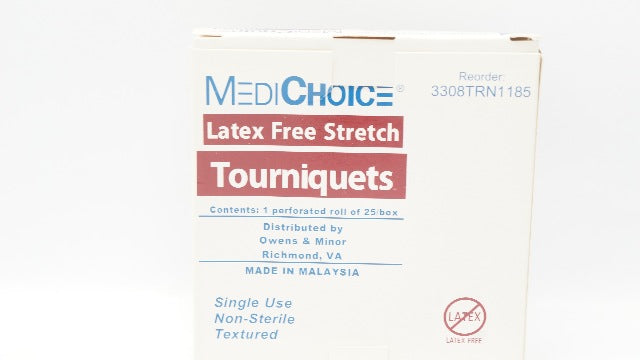 MEDICHOICE®
Reorder:
3308TRN1185
Latex Free Stretch
Tourniquets
Contents: 1 perforated roll of 25/box
Distributed by
Owens & Minor
Richmond, VA
MADE IN MALAYSIA
Single Use
Non-Sterile
Textured
LATEX
LATEX FREE